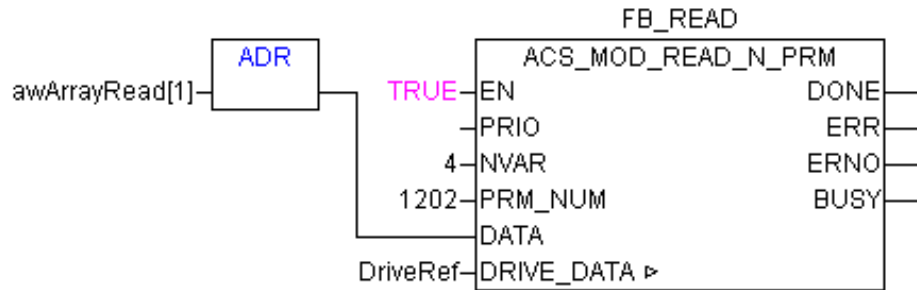 FB_READ
ADR
ACS_MOD_READ_N_PRM
awArrayRead[1]
TRUE EN DONE
PRIO ERR
4 NVAR ERNO
1202 PRM_NUM BUSY
DATA
DriveRef DRIVE_DATA ▹